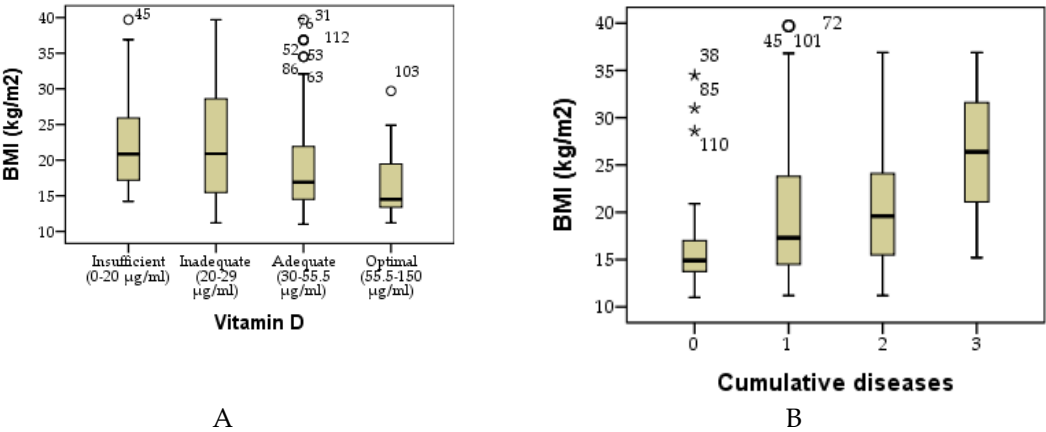 40
35
30
25
20
15
10
BMI (kg/m2)
45
31
76
112
52 53
86 63
103
Insufficient Inadequate Adequate Optimal
(0-20 µg/ml) (20-29 (30-55.5 (55.5-150
µg/ml) µg/ml) µg/ml)
Vitamin D
A
40
35
30
25
20
15
10
BMI (kg/m2)
38
85
110
72
45 101
0 1 2 3
Cumulative diseases
B